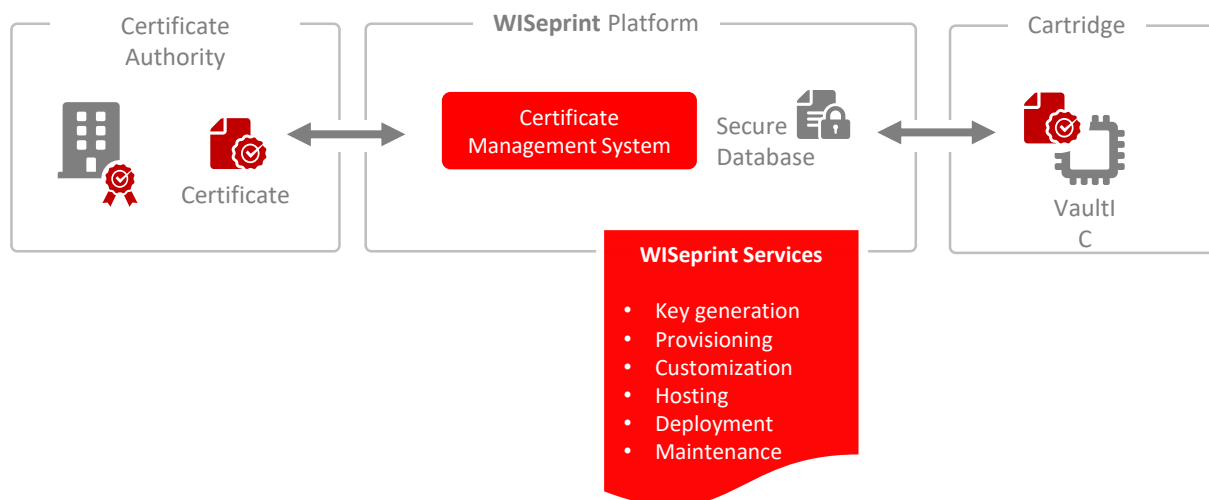 Certificate
Authority
Certificate
WISeprint Platform
Certificate
Management System
Secure
Database
Cartridge
VaultI
C
WISeprint Services
• Key generation
• Provisioning
• Customization
• Hosting
• Deployment
• Maintenance